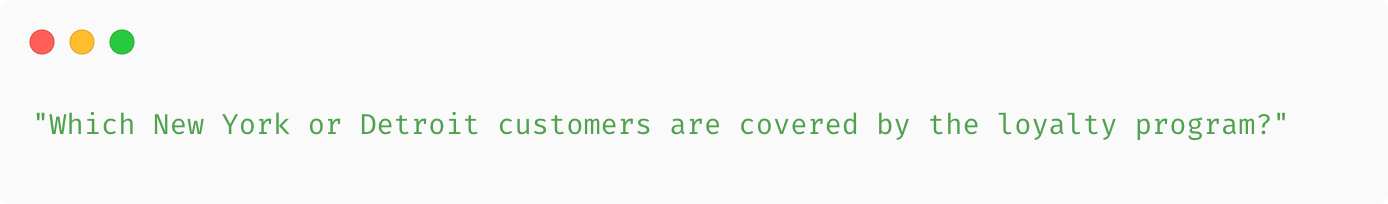 "Which New York or Detroit customers are covered by the loyalty program?"